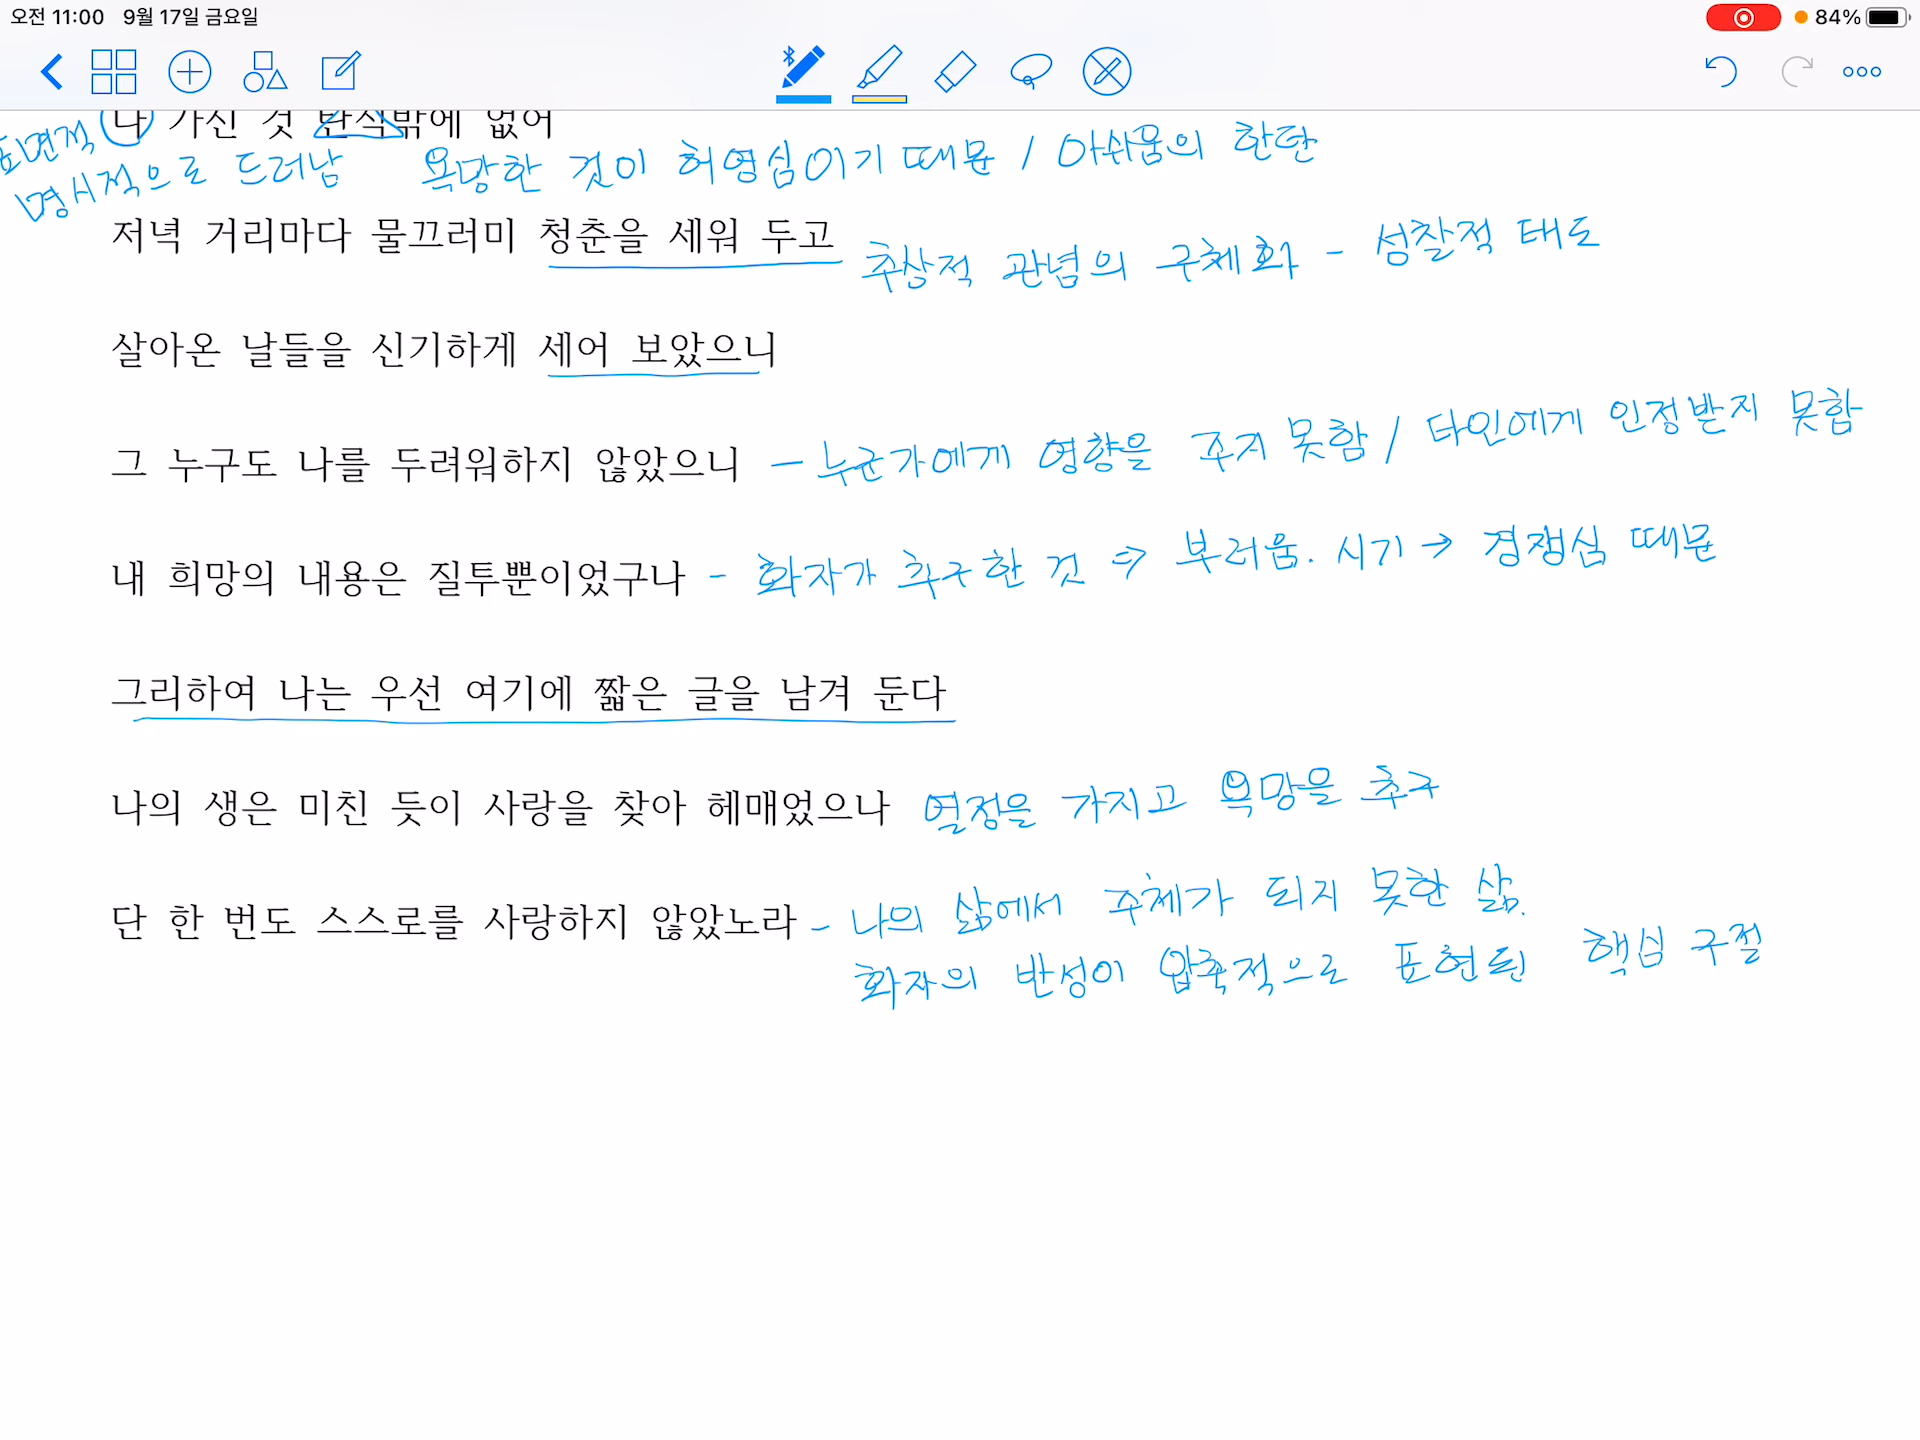 오전 11:00 9월 17일 금요일
84%
나 가진 것 탄식밖에 없어
표면적
명시적으로 드러남
욕망한 것이 허영심이기 때문 / 아쉬움의 한탄
저녁 거리마다 물끄러미 청춘을 세워 두고
추상적 관념의 구체화 - 성찰적 태도
살아온 날들을 신기하게 세어 보았으니
그 누구도 나를 두려워하지 않았으니 - 누군가에게 영향을 주지 못함 / 타인에게 인정받지 못함
내 희망의 내용은 질투뿐이었구나 - 화자가 추구한 것 ⇒ 부러움. 시기 → 경쟁심 때문
그리하여 나는 우선 여기에 짧은 글을 남겨 둔다
나의 생은 미친 듯이 사랑을 찾아 헤매었으나 열정을 가지고 욕망을 추구
단 한 번도 스스로를 사랑하지 않았노라 - 나의 삶에서 주체가 되지 못한 삶.
화자의 반성이 압축적으로 표현된 핵심 구절